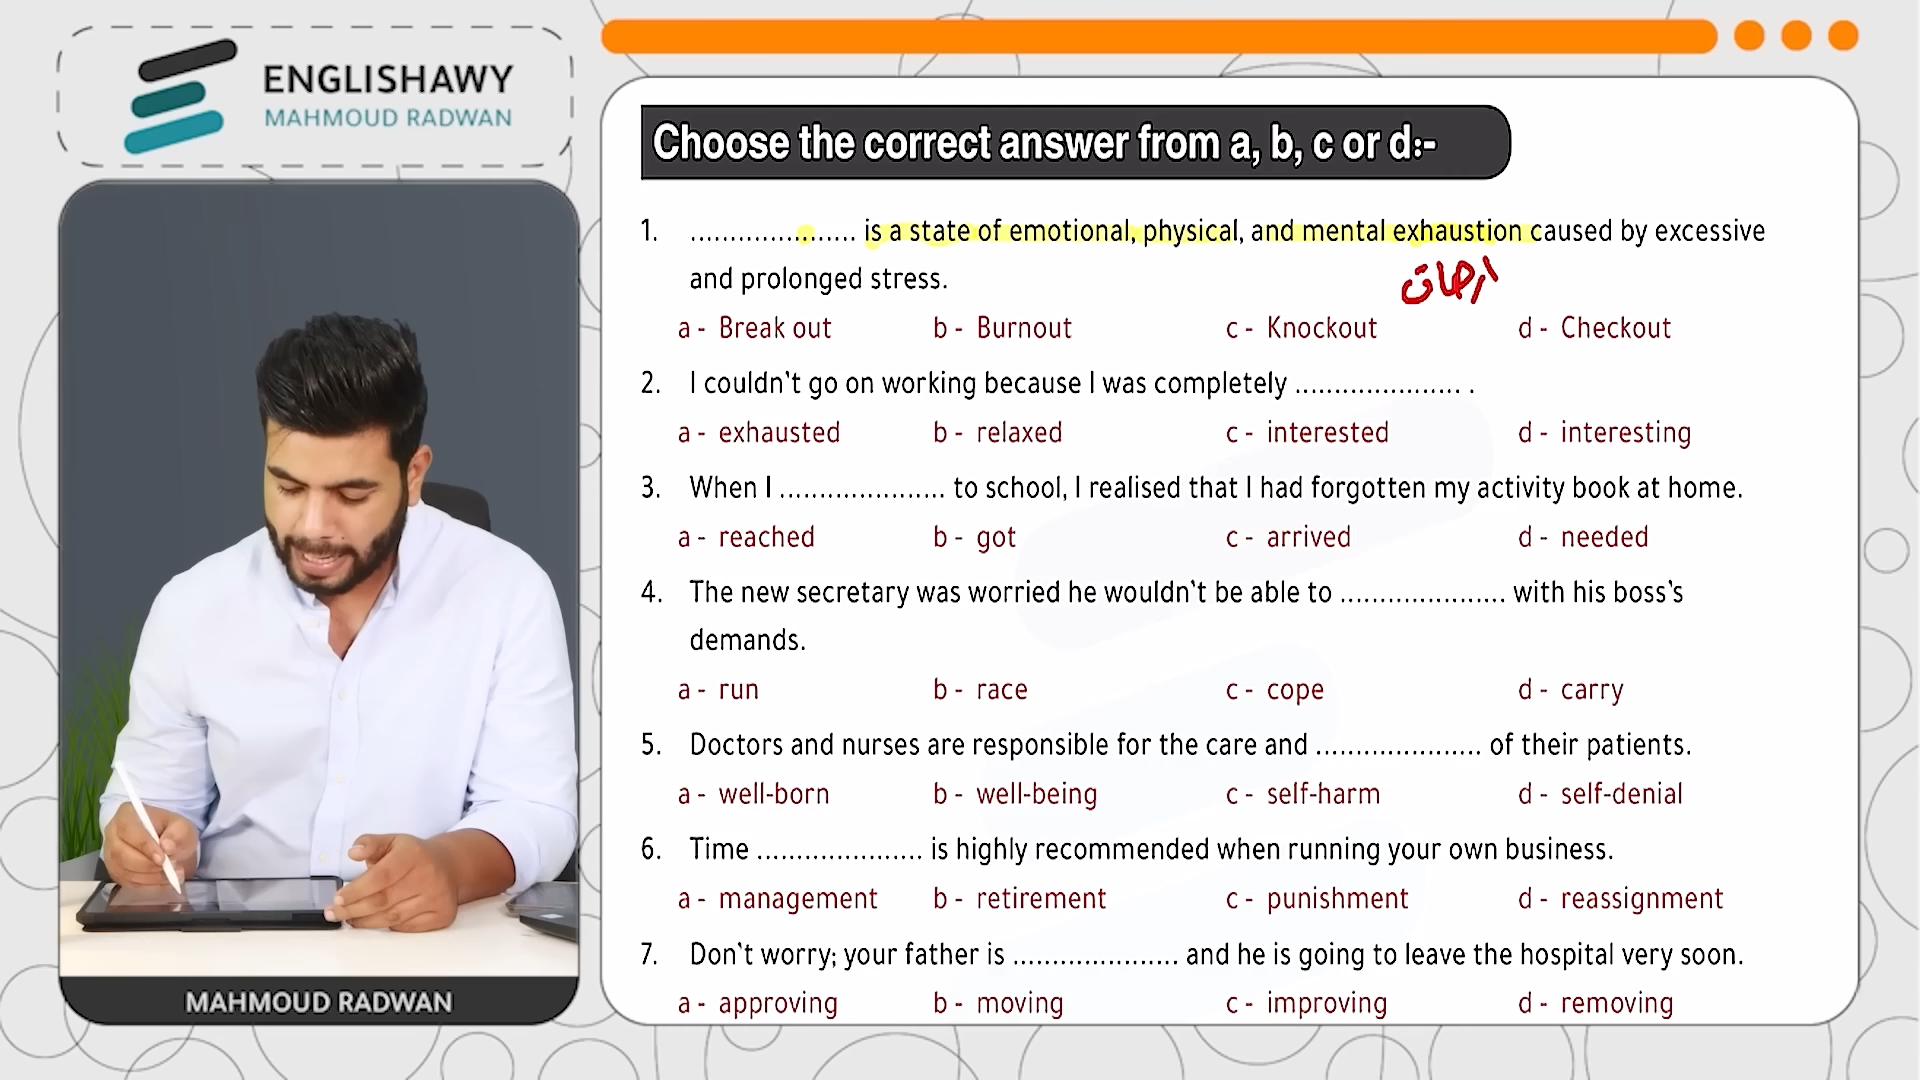 ENGLISHAWY
MAHMOUD RADWAN
Choose the correct answer from a, b, c or d:-
1. ..................... is a state of emotional, physical, and mental exhaustion caused by excessive
and prolonged stress.
ارهاق
a - Break out b - Burnout c - Knockout d - Checkout
2. I couldn't go on working because I was completely ..................... .
a - exhausted b - relaxed c - interested d - interesting
3. When I ..................... to school, I realised that I had forgotten my activity book at home.
a - reached b - got c - arrived d - needed
4. The new secretary was worried he wouldn't be able to ..................... with his boss's
demands.
a - run b - race c - cope d - carry
5. Doctors and nurses are responsible for the care and ..................... of their patients.
a - well-born b - well-being c - self-harm d - self-denial
6. Time ..................... is highly recommended when running your own business.
a - management b - retirement c - punishment d - reassignment
7. Don't worry; your father is ..................... and he is going to leave the hospital very soon.
a - approving b - moving c - improving d - removing
MAHMOUD RADWAN